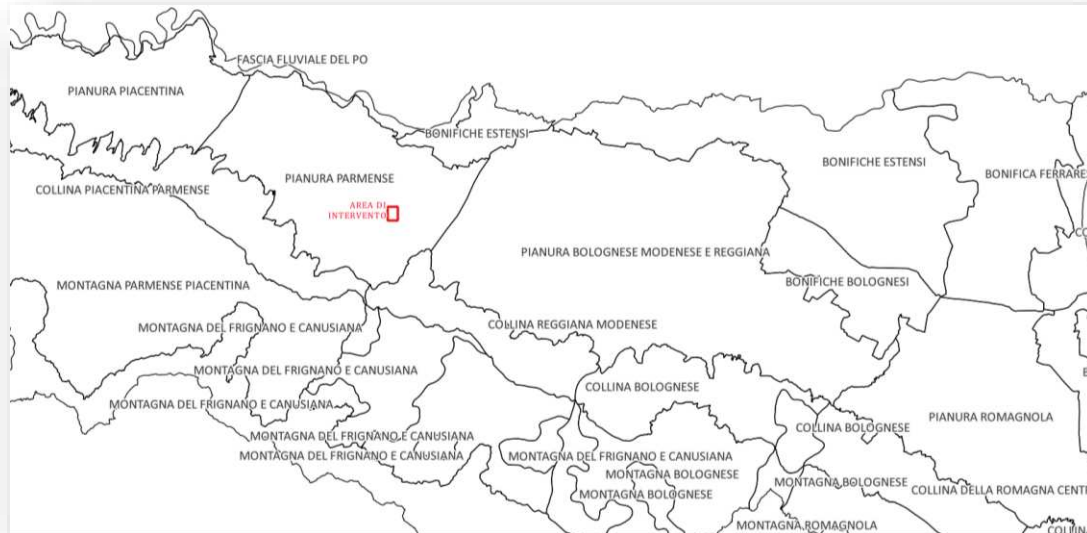 FASCIA FLUVIALE DEL PO
PIANURA PIACENTINA
BONIFICHE ESTENSI
BONIFICHE ESTENSI
PIANURA PARMENSE
BONIFICA FERRARE
COLLINA PIACENTINA PARMENSE
AREA DI
INTERVENTO
PIANURA BOLOGNESE MODENESE E REGGIANA
BONIFICHE BOLOGNESI
MONTAGNA PARMENSE PIACENTINA
MONTAGNA DEL FRIGNANO E CANUSIANA
COLLINA REGGIANA MODENESE
MONTAGNA DEL FRIGNANO E CANUSIANA
COLLINA BOLOGNESE
MONTAGNA DEL FRIGNANO E CANUSIANA
PIANURA ROMAGNOLA
COLLINA BOLOGNESE
MONTAGNA DEL FRIGNANO E CANUSIANA
MONTAGNA DEL FRIGNANO E CANUSIANA
MONTAGNA DEL FRIGNANO E CANUSIANA
MONTAGNA BOLOGNESE
MONTAGNA BOLOGNESE
COLLINA DELLA ROMAGNA CENT
MONTAGNA BOLOGNESE
MONTAGNA ROMAGNOLA
COLLIN